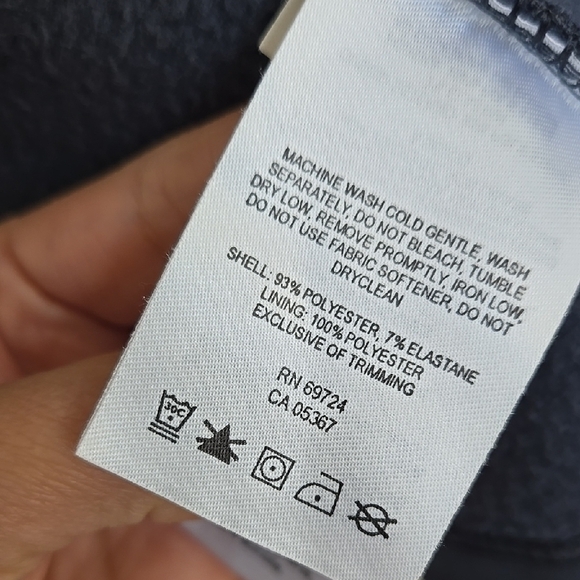 MACHINE WASH COLD GENTLE, WASH
SEPARATELY, DO NOT BLEACH, TUMBLE
DRY LOW, REMOVE PROMPTLY, IRON LOW,
DO NOT USE FABRIC SOFTENER, DO NOT
DRYCLEAN
SHELL: 93% POLYESTER, 7% ELASTANE
LINING: 100% POLYESTER
EXCLUSIVE OF TRIMMING
RN 69724
CA 05367
30C